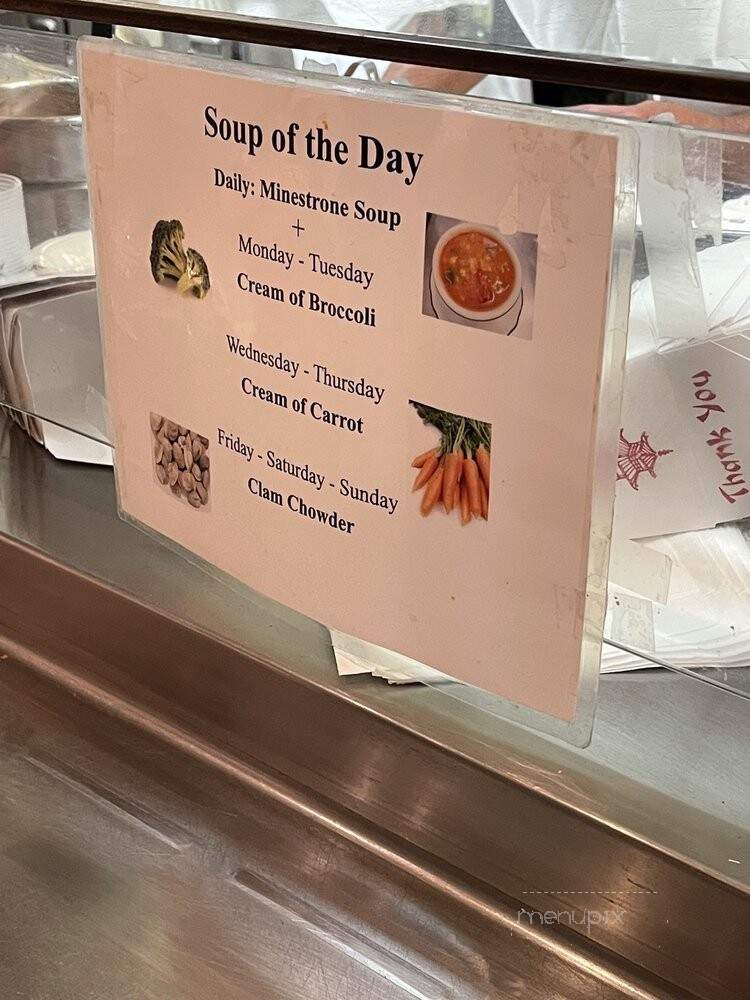 Soup of the Day
Daily: Minestrone Soup
+
Monday - Tuesday
Cream of Broccoli
Wednesday - Thursday
Cream of Carrot
Friday - Saturday - Sunday
Clam Chowder
Thank You
menupix